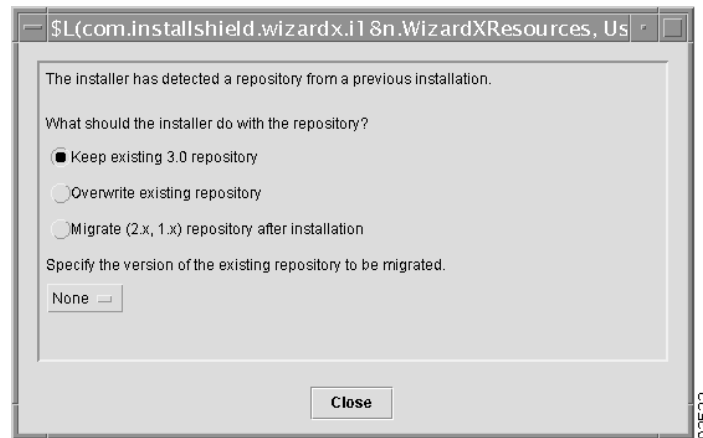 $L(com.installshield.wizardx.i18n.WizardXResources, Us
The installer has detected a repository from a previous installation.
What should the installer do with the repository?
Keep existing 3.0 repository
Overwrite existing repository
Migrate (2.x, 1.x) repository after installation
Specify the version of the existing repository to be migrated.
None
Close